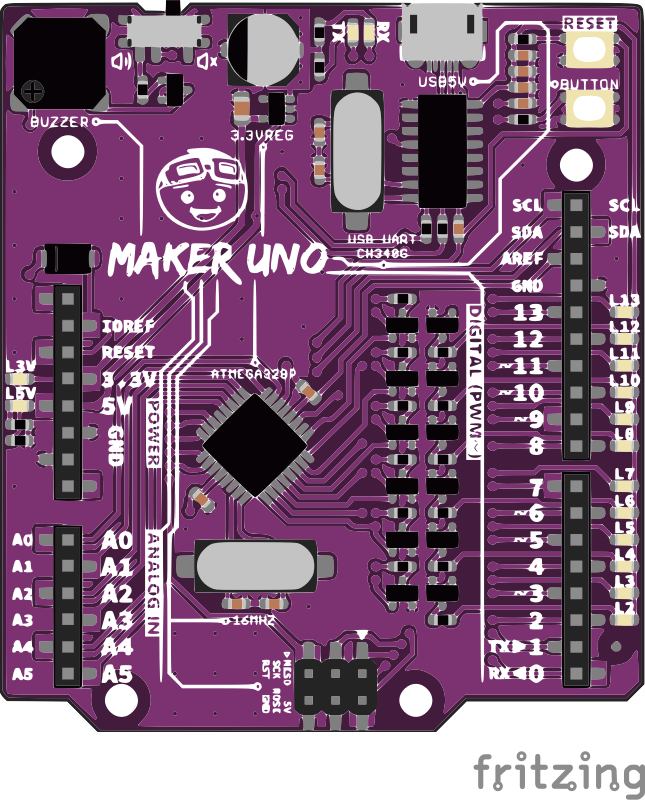 TX
RX
RESET
USB5V
BUTTON
BUZZER
3.3VREG
MAKER UNO
USB UART
CH340G
SCL
SCL
SDA
SDA
AREF
GND
13
L13
12
L12
~11
L11
~10
L10
~9
L9
8
L8
7
L7
~6
L6
~5
L5
4
L4
~3
L3
2
L2
TX▶1
RX◀0
DIGITAL (PWM~)
IOREF
RESET
3.3V
5V
GND
L3V
L5V
POWER
ATMEGA328P
ANALOG IN
A0
A0
A1
A1
A2
A2
A3
A3
A4
A4
A5
A5
16MHZ
SCK
RST
5V
GND
fritzing